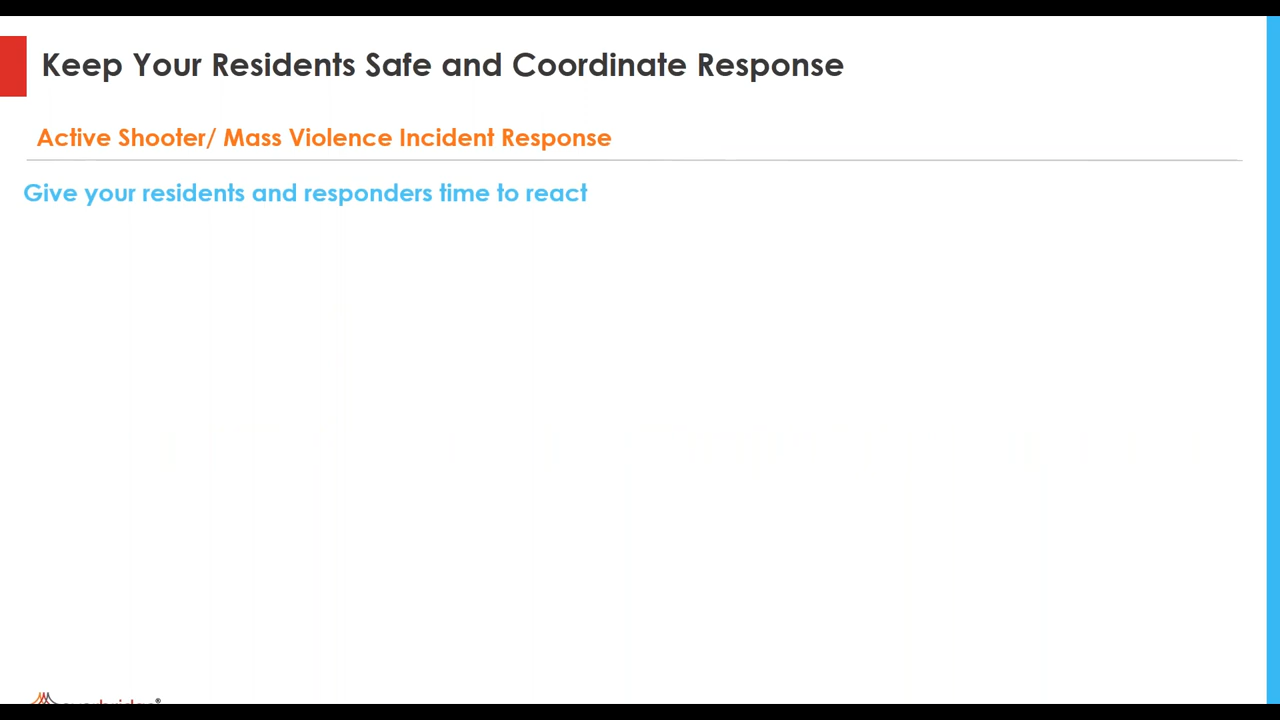 Keep Your Residents Safe and Coordinate Response
Active Shooter/ Mass Violence Incident Response
Give your residents and responders time to react